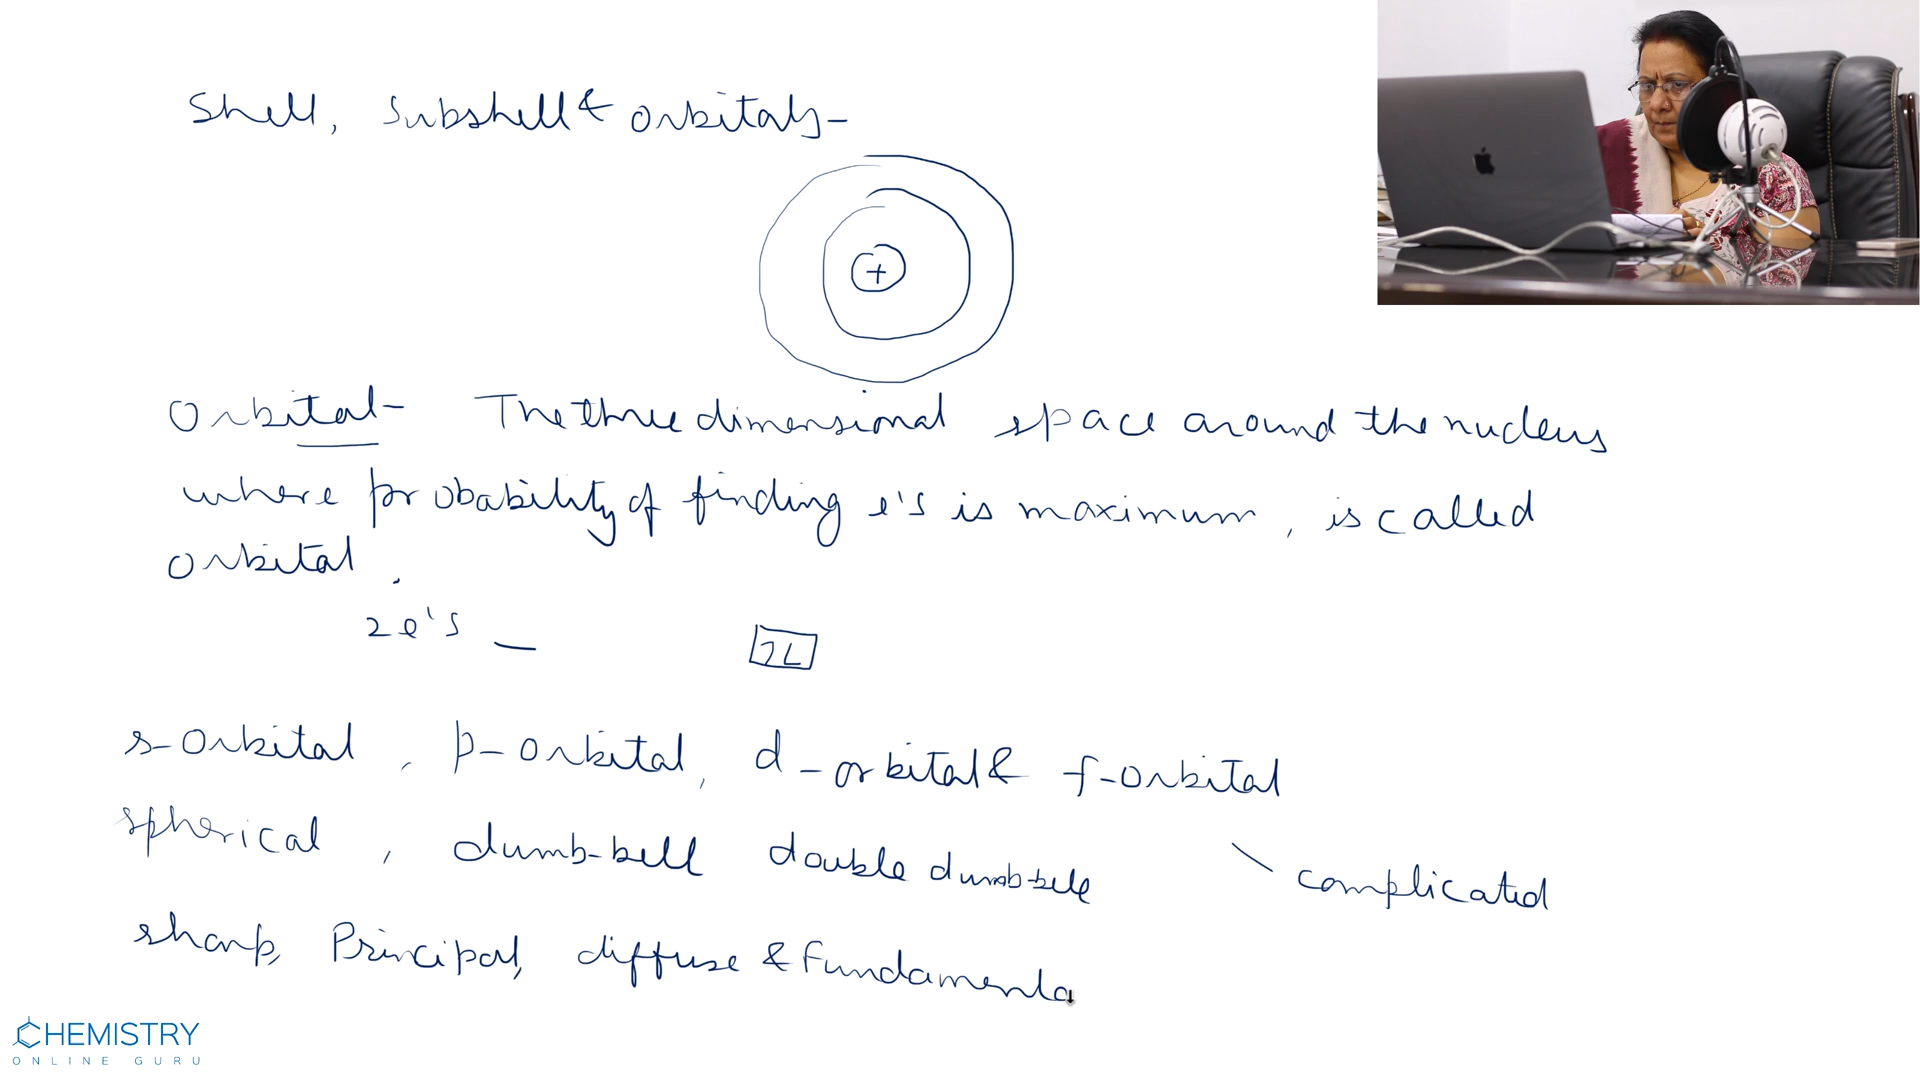 Shell, Subshell & orbitals-
+
Orbital- The three dimensional space around the nucleus
where probability of finding e's is maximum, is called
orbital.
2e's -
s-orbital, p-orbital, d-orbital & f-orbital
spherical, dumb-bell double dumb-bell complicated
sharp, Principal, diffuse & Fundamenta
CHEMISTRY
ONLINE GURU